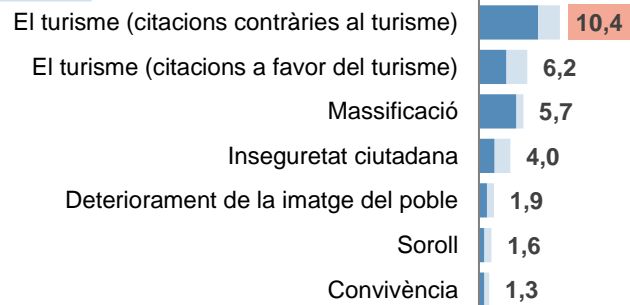 El turisme (citacions contràries al turisme) 10,4
El turisme (citacions a favor del turisme) 6,2
Massificació 5,7
Inseguretat ciutadana 4,0
Deteriorament de la imatge del poble 1,9
Soroll 1,6
Convivència 1,3